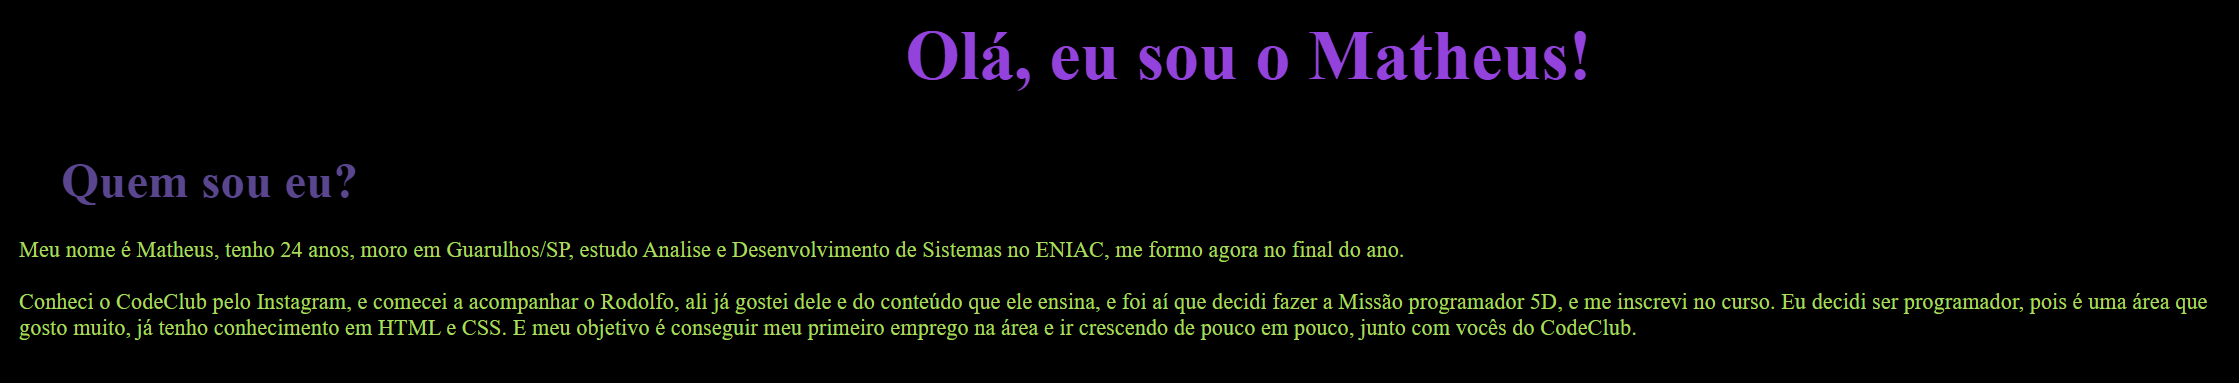 Olá, eu sou o Matheus!
Quem sou eu?
Meu nome é Matheus, tenho 24 anos, moro em Guarulhos/SP, estudo Analise e Desenvolvimento de Sistemas no ENIAC, me formo agora no final do ano.
Conheci o CodeClub pelo Instagram, e comecei a acompanhar o Rodolfo, ali já gostei dele e do conteúdo que ele ensina, e foi aí que decidi fazer a Missão programador 5D, e me inscrevi no curso. Eu decidi ser programador, pois é uma área que
gosto muito, já tenho conhecimento em HTML e CSS. E meu objetivo é conseguir meu primeiro emprego na área e ir crescendo de pouco em pouco, junto com vocês do CodeClub.